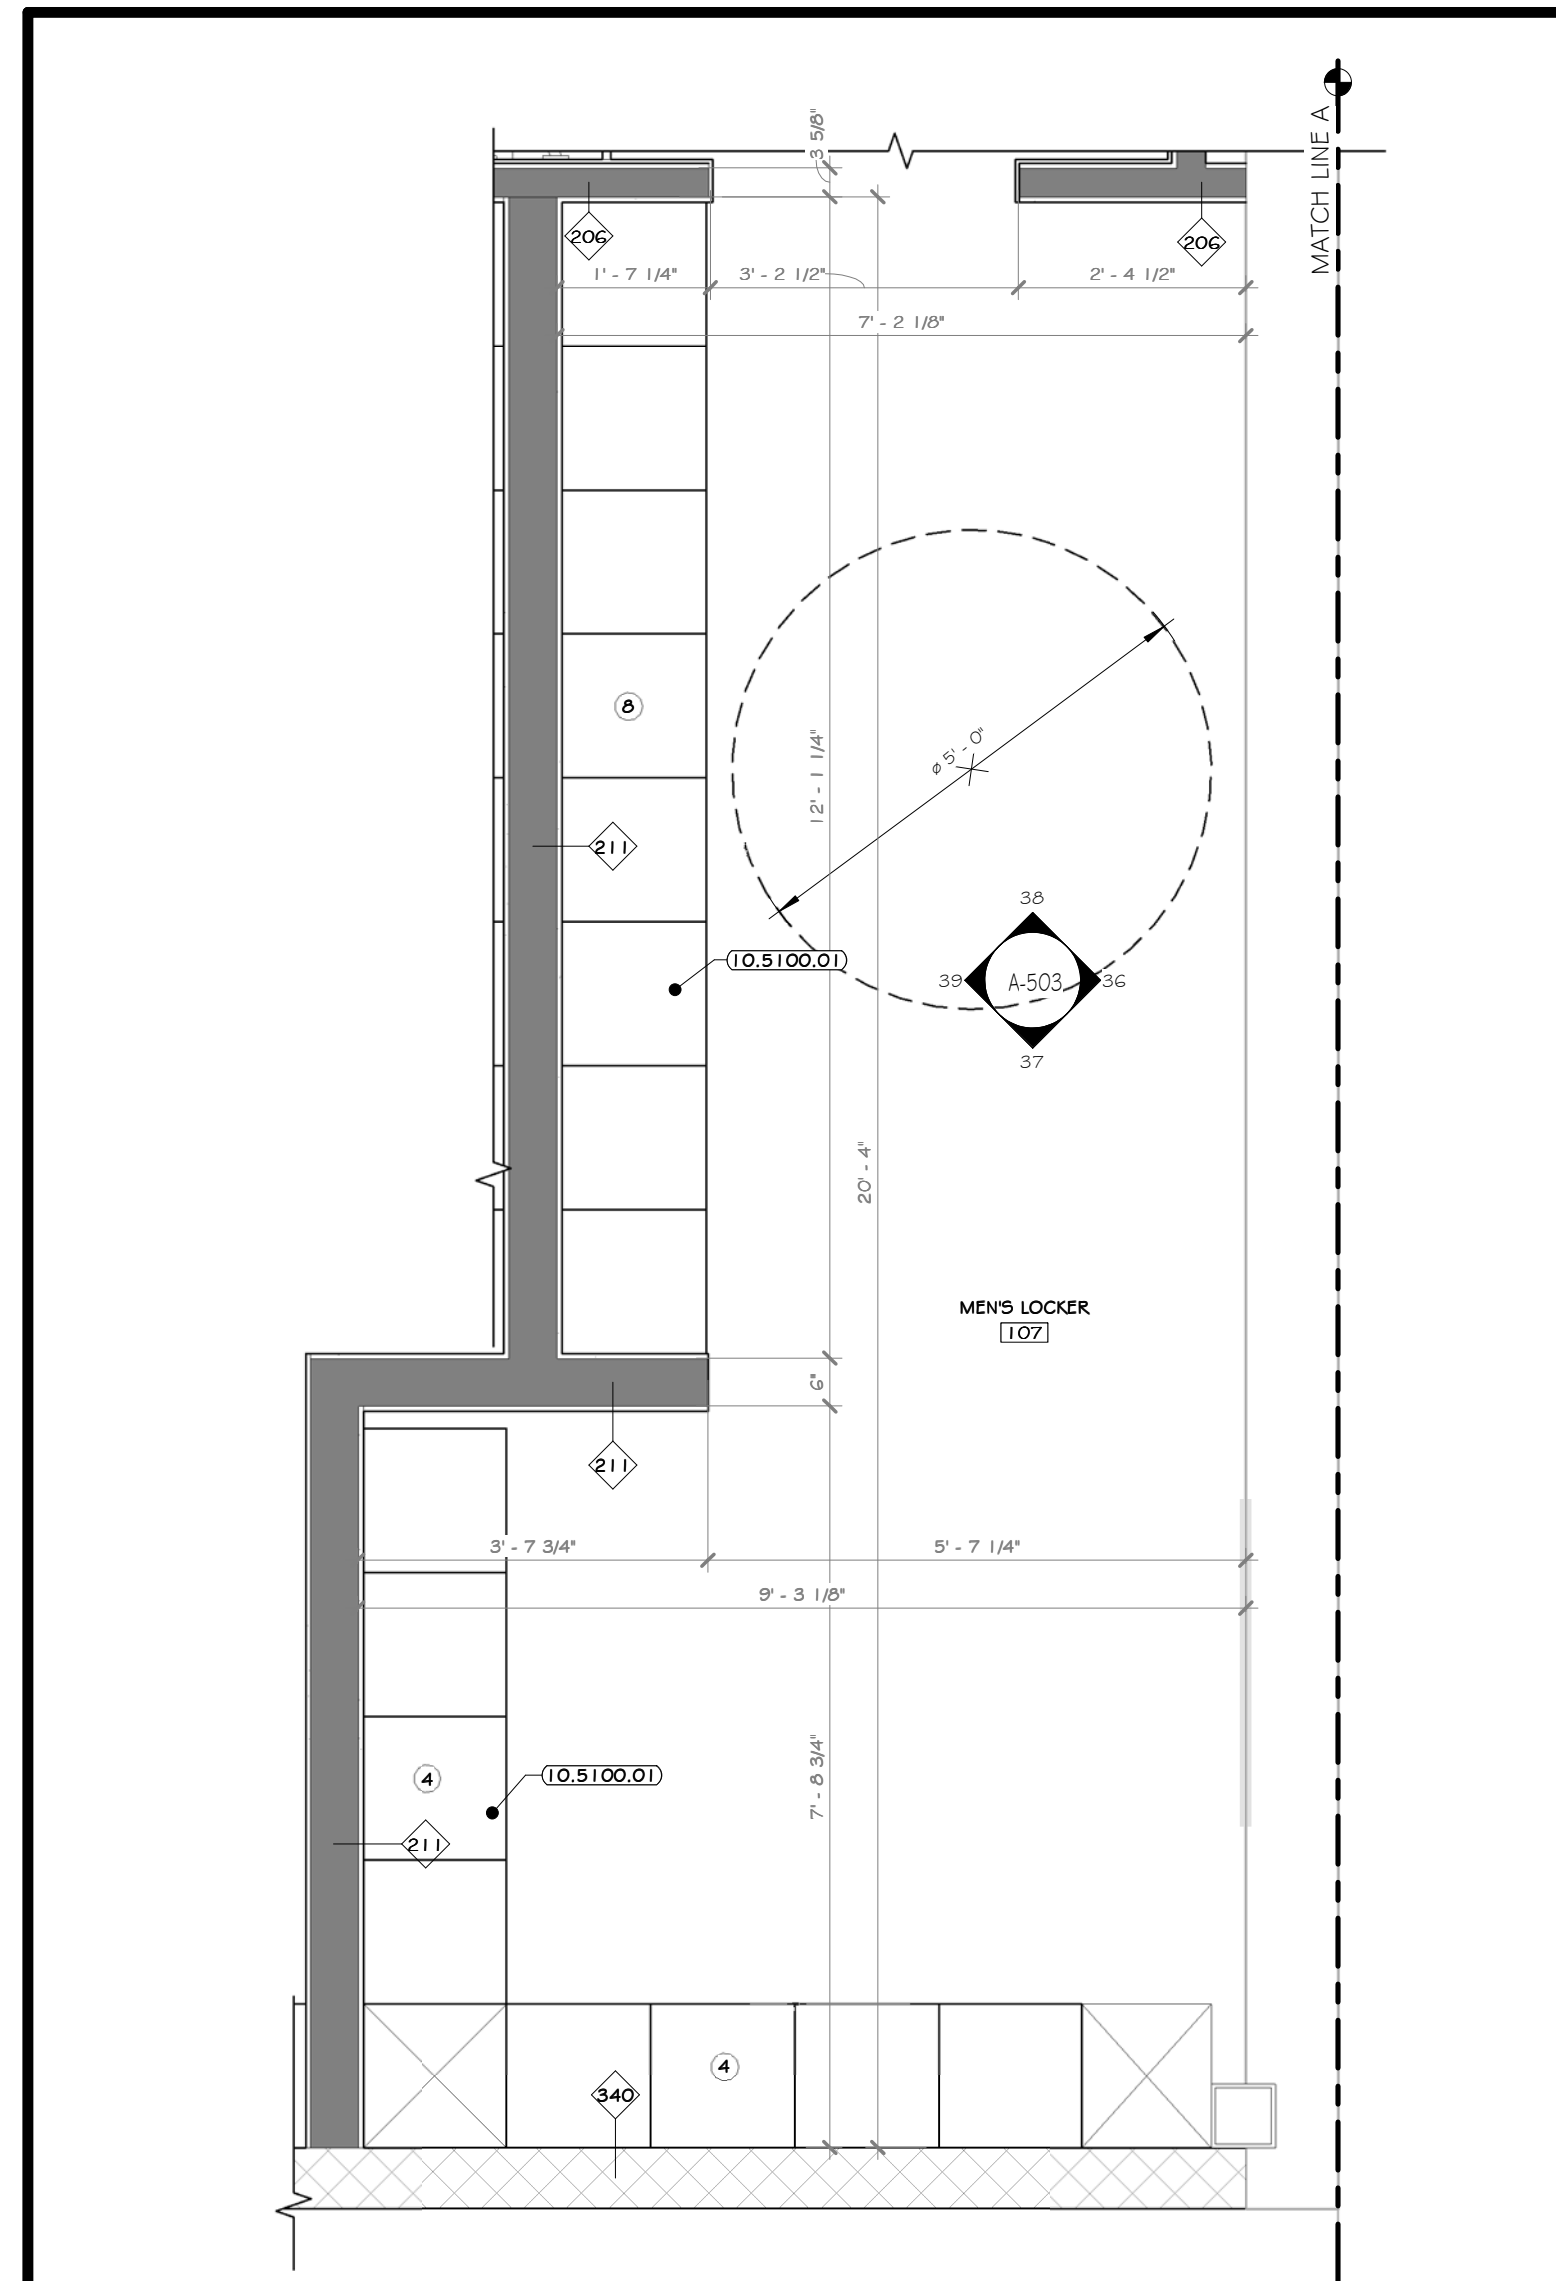 MATCH LINE A
3 5/8"
206
206
1' - 7 1/4"
3' - 2 1/2"
2' - 4 1/2"
7' - 2 1/8"
8
12' - 1 1/4"
ø 5' - 0"
211
38
10.5100.01
39
A-503
36
37
20' - 4"
MEN'S LOCKER
107
6"
211
3' - 7 3/4"
5' - 7 1/4"
9' - 3 1/8"
4
10.5100.01
7' - 8 3/4"
211
4
340